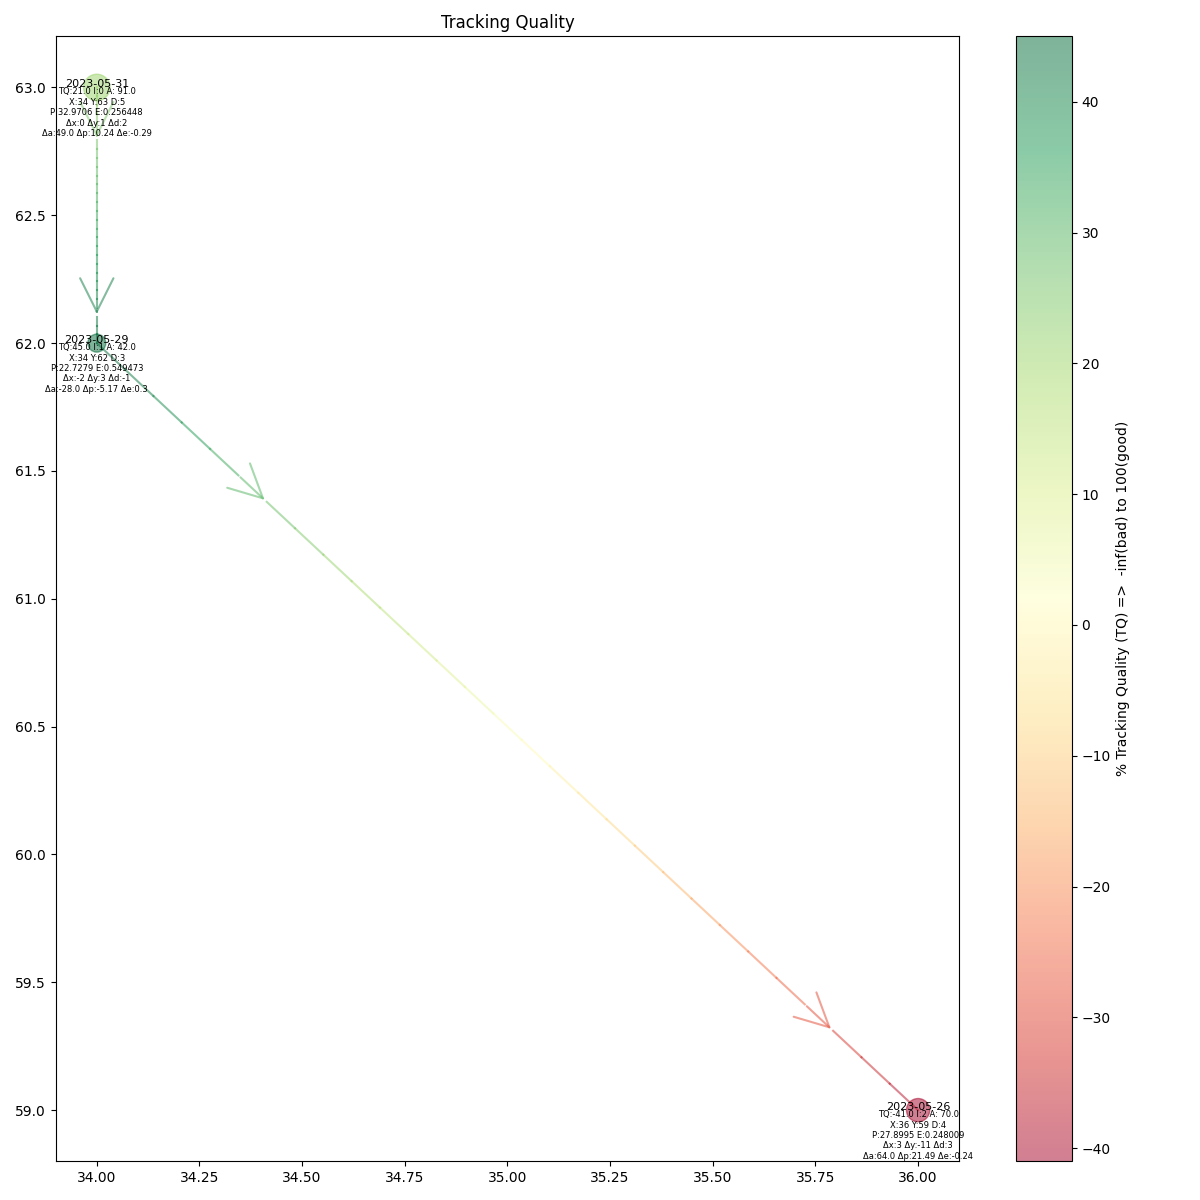 Tracking Quality
63.0
62.5
62.0
61.5
61.0
60.5
60.0
59.5
59.0
2023-05-31
TQ:21.0 I:0 A: 91.0
X:34 Y:63 D:5
P:32.9706 E:0.256448
Δx:0 Δy:1 Δd:2
Δa:49.0 Δp:10.24 Δe:-0.29
2023-05-29
TQ:45.0 I:1 A: 42.0
X:34 Y:62 D:3
P:22.7279 E:0.549473
Δx:-2 Δy:3 Δd:-1
Δa:-28.0 Δp:-5.17 Δe:0.3
2023-05-26
TQ:-41.0 I:2 A: 70.0
X:36 Y:59 D:4
P:27.8995 E:0.248009
Δx:3 Δy:-11 Δd:3
Δa:64.0 Δp:21.49 Δe:-0.24
34.00 34.25 34.50 34.75 35.00 35.25 35.50 35.75 36.00
40
30
20
10
0
−10
−20
−30
−40
% Tracking Quality (TQ) => -inf(bad) to 100(good)